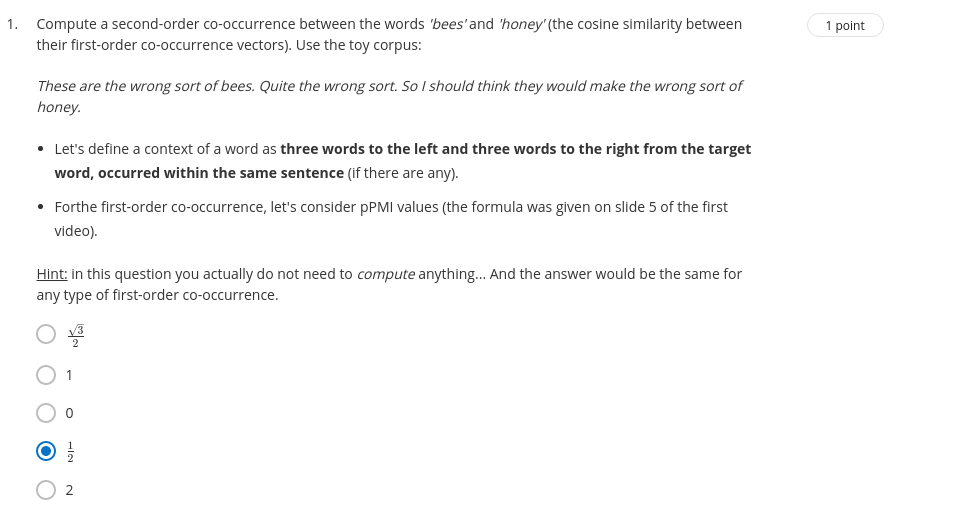 1. Compute a second-order co-occurrence between the words 'bees' and 'honey' (the cosine similarity between
1 point
their first-order co-occurrence vectors). Use the toy corpus:
These are the wrong sort of bees. Quite the wrong sort. So I should think they would make the wrong sort of
honey.
• Let's define a context of a word as three words to the left and three words to the right from the target
word, occurred within the same sentence (if there are any).
• Forthe first-order co-occurrence, let's consider pPMI values (the formula was given on slide 5 of the first
video).
Hint: in this question you actually do not need to compute anything... And the answer would be the same for
any type of first-order co-occurrence.
√3/2
1
0
1/2
2